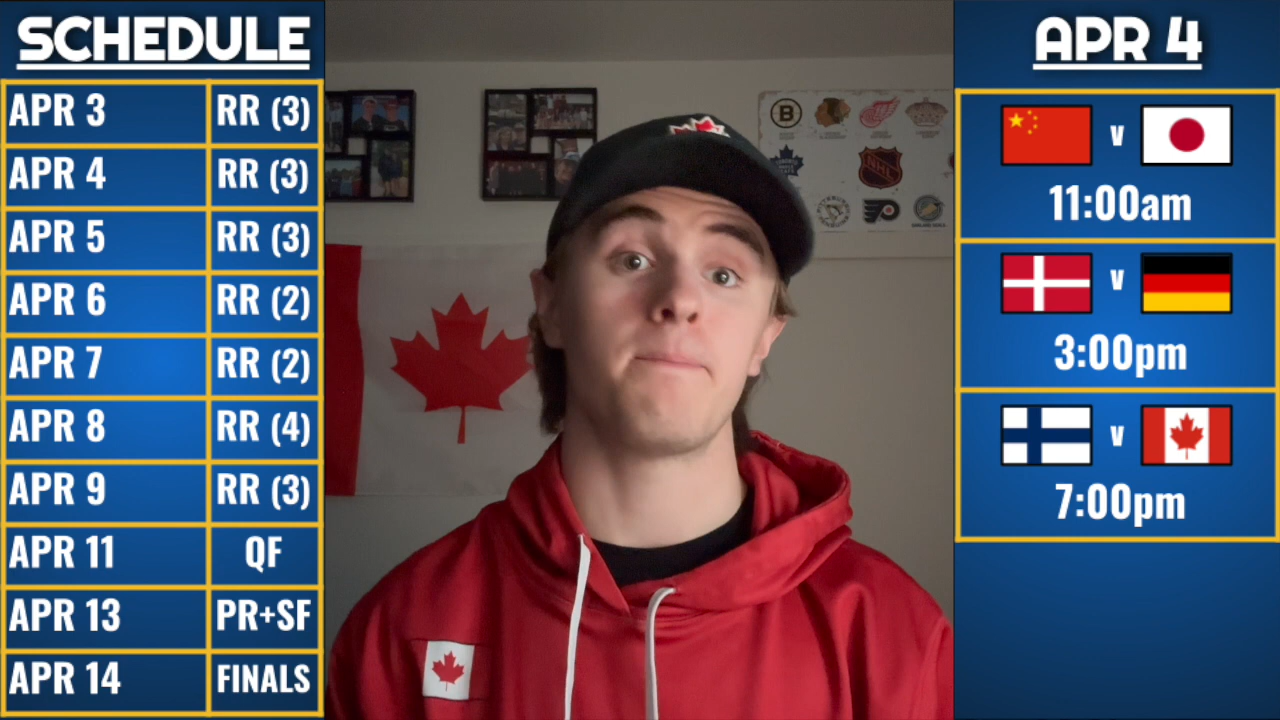 SCHEDULE
APR 3 RR (3)
APR 4 RR (3)
APR 5 RR (3)
APR 6 RR (2)
APR 7 RR (2)
APR 8 RR (4)
APR 9 RR (3)
APR 11 QF
APR 13 PR+SF
APR 14 FINALS
B
NHL
APR 4
v
11:00am
v
3:00pm
v
7:00pm